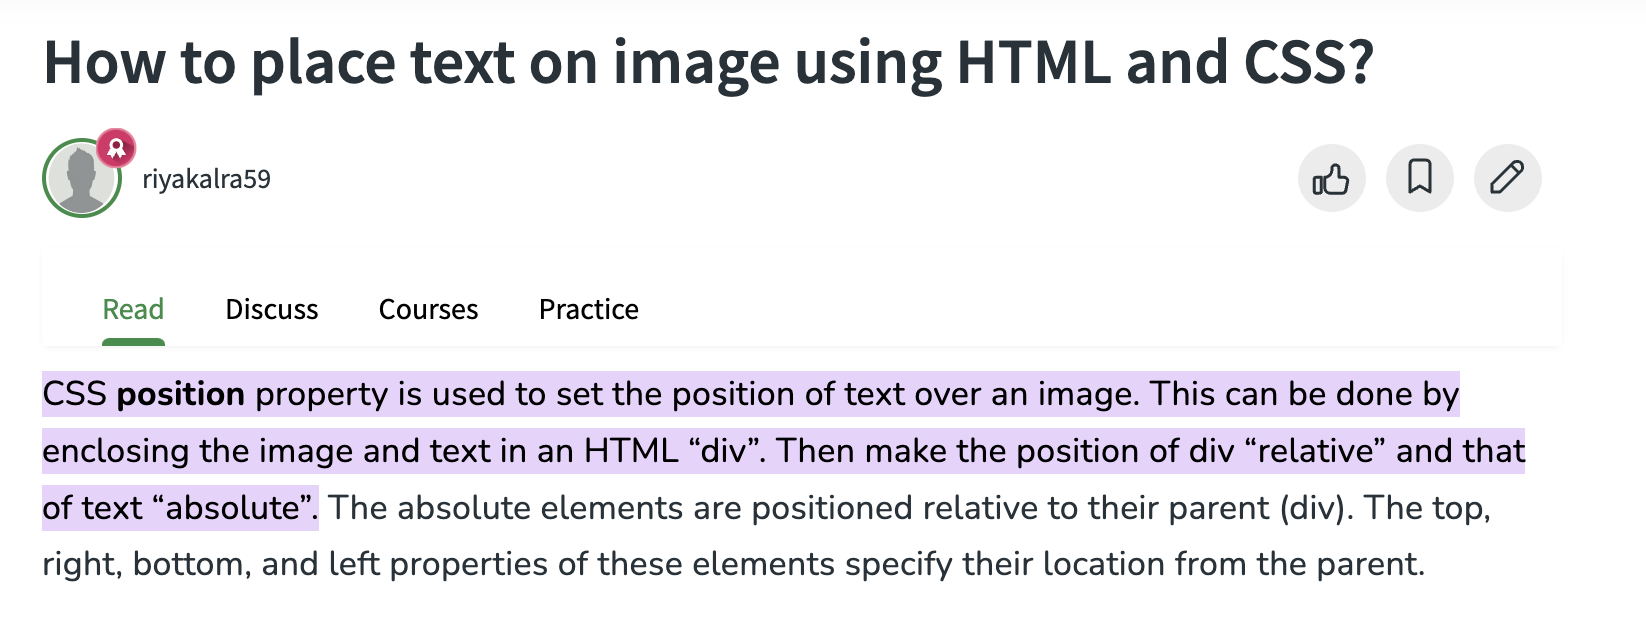 How to place text on image using HTML and CSS?
riyakalra59
Read Discuss Courses Practice
CSS position property is used to set the position of text over an image. This can be done by
enclosing the image and text in an HTML “div”. Then make the position of div “relative” and that
of text “absolute”. The absolute elements are positioned relative to their parent (div). The top,
right, bottom, and left properties of these elements specify their location from the parent.